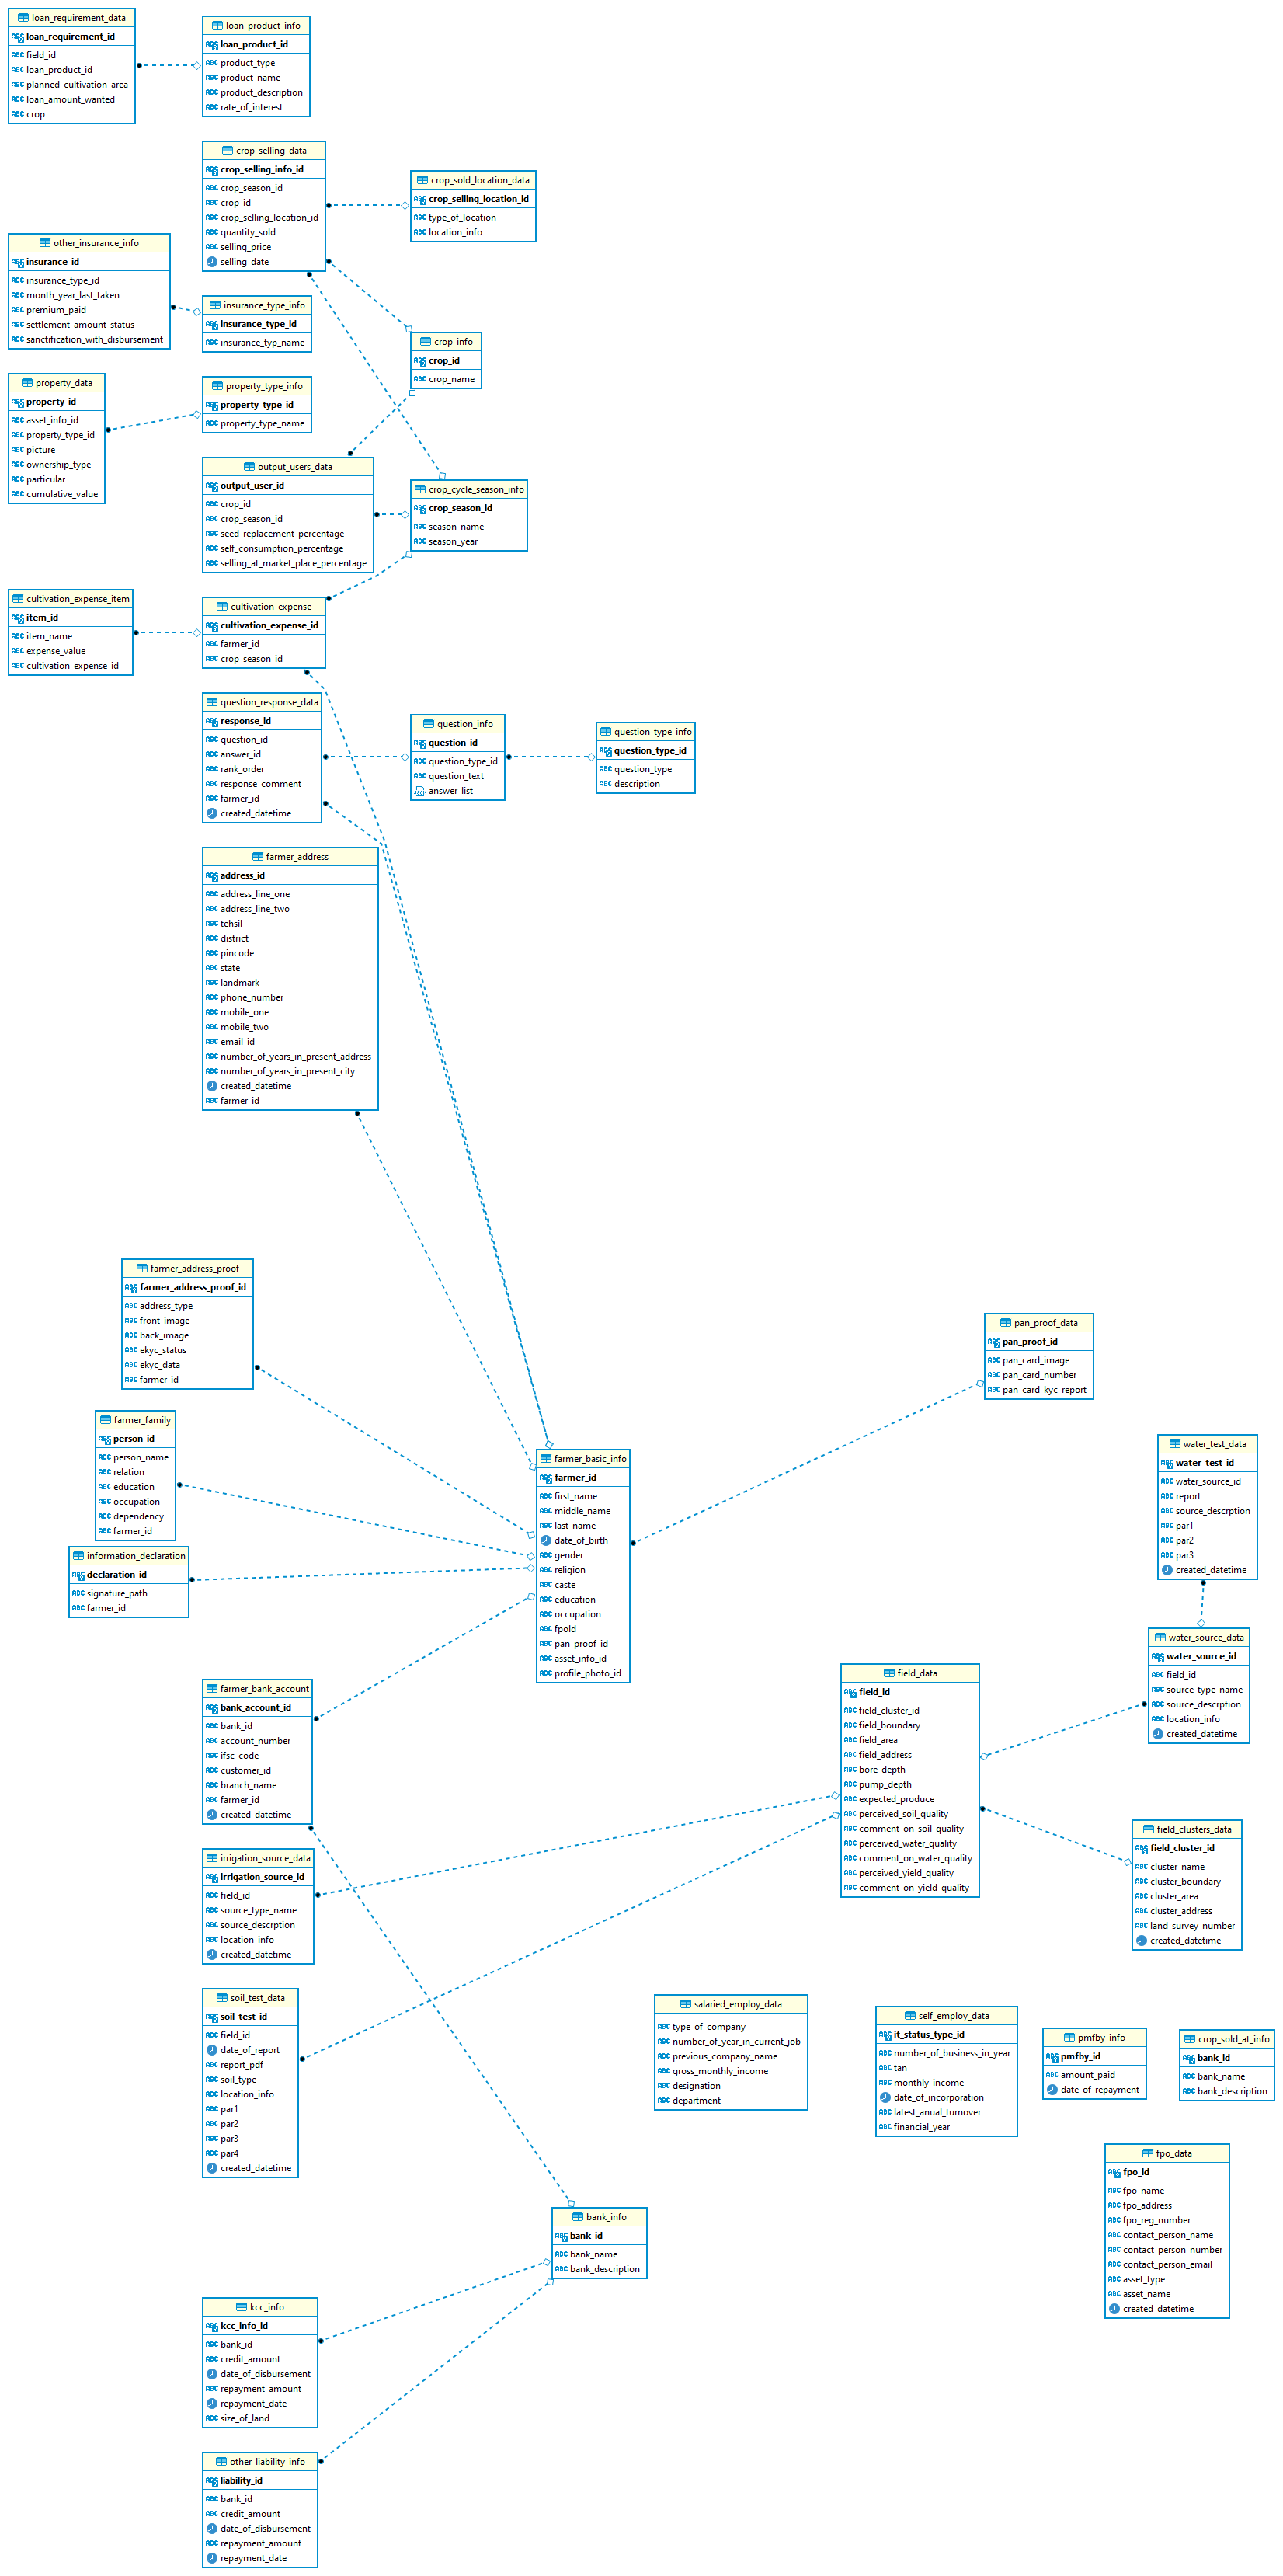 loan_requirement_data
loan_requirement_id
field_id
loan_product_id
planned_cultivation_area
loan_amount_wanted
crop
loan_product_info
loan_product_id
product_type
product_name
product_description
rate_of_interest
crop_selling_data
crop_selling_info_id
crop_season_id
crop_id
crop_selling_location_id
quantity_sold
selling_price
selling_date
crop_sold_location_data
crop_selling_location_id
type_of_location
location_info
other_insurance_info
insurance_id
insurance_type_id
month_year_last_taken
premium_paid
settlement_amount_status
sanctification_with_disbursement
insurance_type_info
insurance_type_id
insurance_typ_name
crop_info
crop_id
crop_name
property_data
property_id
asset_info_id
property_type_id
picture
ownership_type
particular
cumulative_value
property_type_info
property_type_id
property_type_name
output_users_data
output_user_id
crop_id
crop_season_id
seed_replacement_percentage
self_consumption_percentage
selling_at_market_place_percentage
crop_cycle_season_info
crop_season_id
season_name
season_year
cultivation_expense_item
item_id
item_name
expense_value
cultivation_expense_id
cultivation_expense
cultivation_expense_id
farmer_id
crop_season_id
question_response_data
response_id
question_id
answer_id
rank_order
response_comment
farmer_id
created_datetime
question_info
question_id
question_type_id
question_text
answer_list
question_type_info
question_type_id
question_type
description
farmer_address
address_id
address_line_one
address_line_two
tehsil
district
pincode
state
landmark
phone_number
mobile_one
mobile_two
email_id
number_of_years_in_present_address
number_of_years_in_present_city
created_datetime
farmer_id
farmer_address_proof
farmer_address_proof_id
address_type
front_image
back_image
ekyc_status
ekyc_data
farmer_id
pan_proof_data
pan_proof_id
pan_card_image
pan_card_number
pan_card_kyc_report
farmer_family
person_id
person_name
relation
education
occupation
dependency
farmer_id
farmer_basic_info
farmer_id
first_name
middle_name
last_name
date_of_birth
gender
religion
caste
education
occupation
fpoId
pan_proof_id
asset_info_id
profile_photo_id
water_test_data
water_test_id
water_source_id
report
source_descrption
par1
par2
par3
created_datetime
information_declaration
declaration_id
signature_path
farmer_id
water_source_data
water_source_id
field_id
source_type_name
source_descrption
location_info
created_datetime
farmer_bank_account
bank_account_id
bank_id
account_number
ifsc_code
customer_id
branch_name
farmer_id
created_datetime
field_data
field_id
field_cluster_id
field_boundary
field_area
field_address
bore_depth
pump_depth
expected_produce
perceived_soil_quality
comment_on_soil_quality
perceived_water_quality
comment_on_water_quality
perceived_yield_quality
comment_on_yield_quality
field_clusters_data
field_cluster_id
cluster_name
cluster_boundary
cluster_area
cluster_address
land_survey_number
created_datetime
irrigation_source_data
irrigation_source_id
field_id
source_type_name
source_descrption
location_info
created_datetime
soil_test_data
soil_test_id
field_id
date_of_report
report_pdf
soil_type
location_info
par1
par2
par3
par4
created_datetime
salaried_employ_data
type_of_company
number_of_year_in_current_job
previous_company_name
gross_monthly_income
designation
department
self_employ_data
it_status_type_id
number_of_business_in_year
tan
monthly_income
date_of_incorporation
latest_anual_turnover
financial_year
pmfby_info
pmfby_id
amount_paid
date_of_repayment
crop_sold_at_info
bank_id
bank_name
bank_description
fpo_data
fpo_id
fpo_name
fpo_address
fpo_reg_number
contact_person_name
contact_person_number
contact_person_email
asset_type
asset_name
created_datetime
bank_info
bank_id
bank_name
bank_description
kcc_info
kcc_info_id
bank_id
credit_amount
date_of_disbursement
repayment_amount
repayment_date
size_of_land
other_liability_info
liability_id
bank_id
credit_amount
date_of_disbursement
repayment_amount
repayment_date